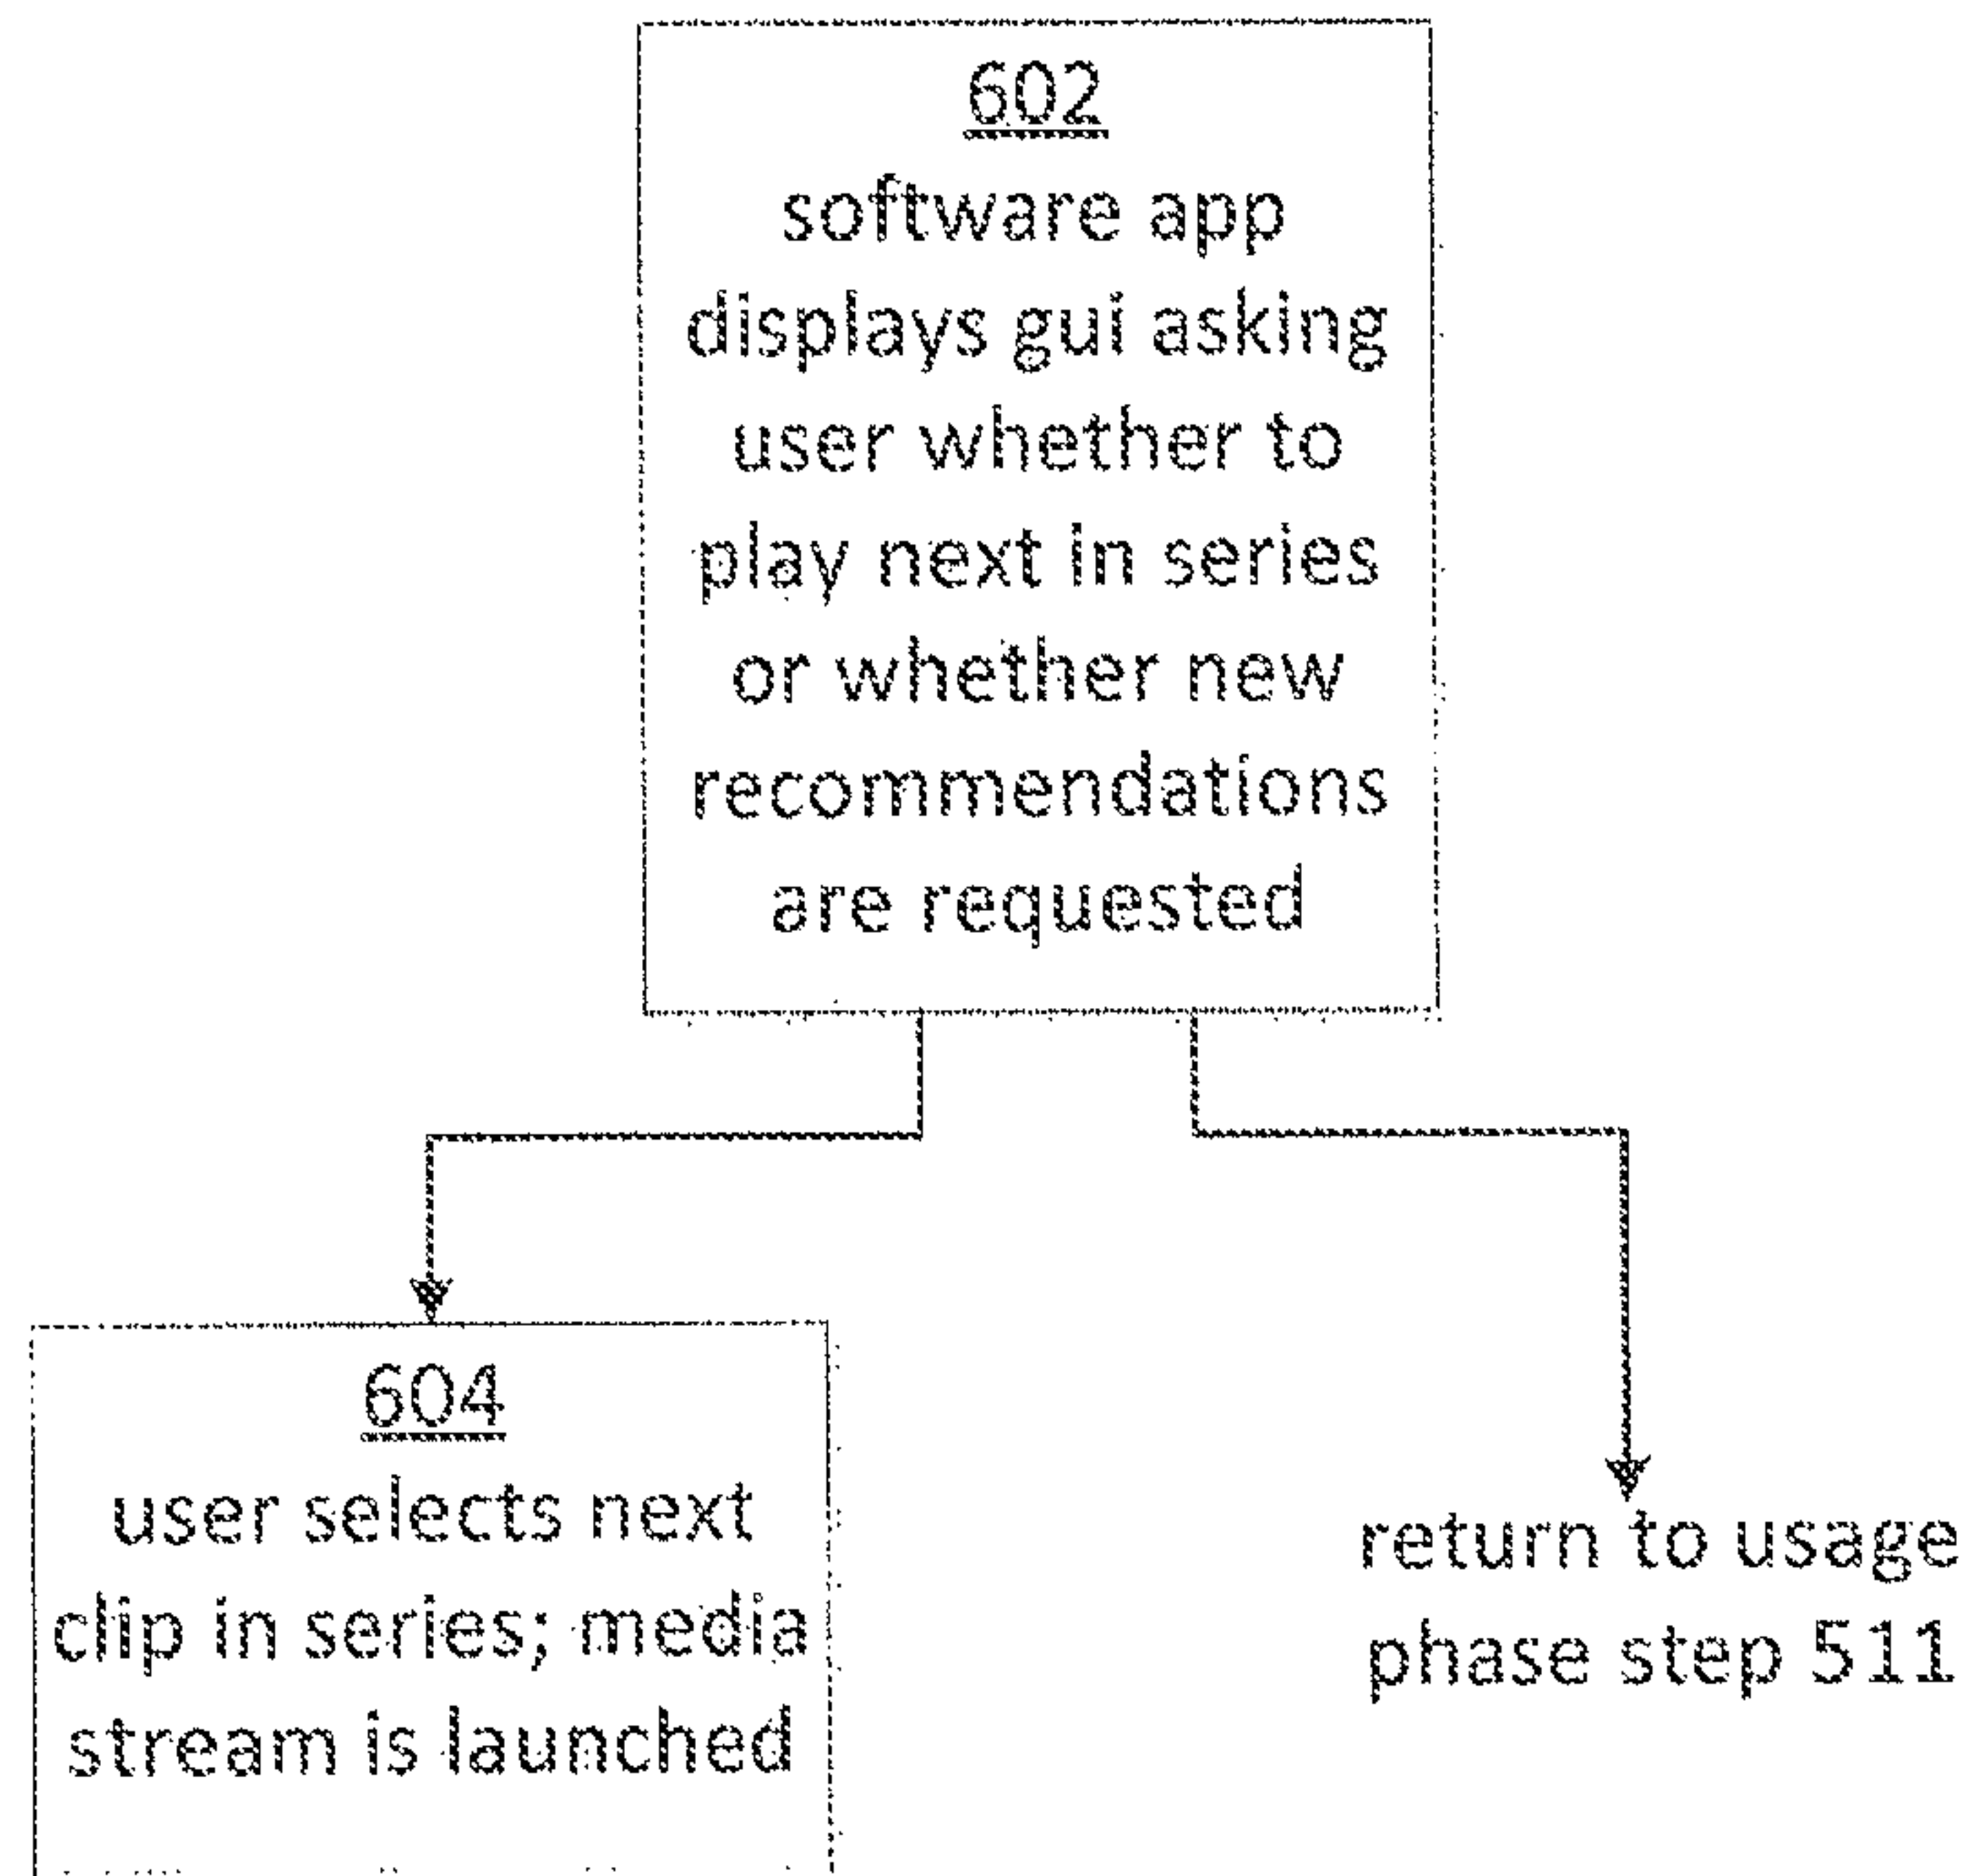 602
software app
displays gui asking
user whether to
play next in series
or whether new
recommendations
are requested
604
user selects next
clip in series; media
stream is launched
return to usage
phase step 511